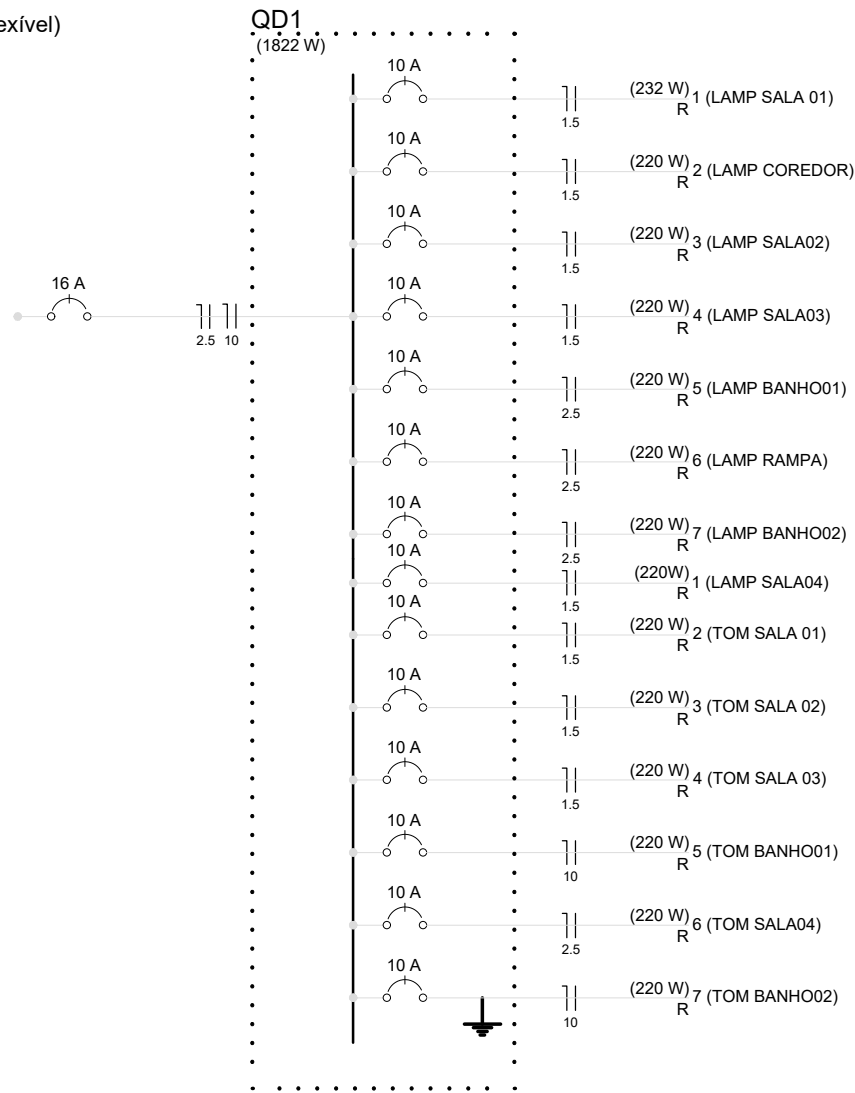 exível)
QD1
(1822 W)
10 A
(232 W)
R
1 (LAMP SALA 01)
1.5
10 A
(220 W)
R
2 (LAMP COREDOR)
1.5
10 A
(220 W)
R
3 (LAMP SALA02)
1.5
16 A
2.5 10
10 A
(220 W)
R
4 (LAMP SALA03)
1.5
10 A
(220 W)
R
5 (LAMP BANHO01)
2.5
10 A
(220 W)
R
6 (LAMP RAMPA)
2.5
10 A
(220 W)
R
7 (LAMP BANHO02)
2.5
10 A
(220W)
R
1 (LAMP SALA04)
1.5
10 A
(220 W)
R
2 (TOM SALA 01)
1.5
10 A
(220 W)
R
3 (TOM SALA 02)
1.5
10 A
(220 W)
R
4 (TOM SALA 03)
1.5
10 A
(220 W)
R
5 (TOM BANHO01)
10
10 A
(220 W)
R
6 (TOM SALA04)
2.5
10 A
(220 W)
R
7 (TOM BANHO02)
10